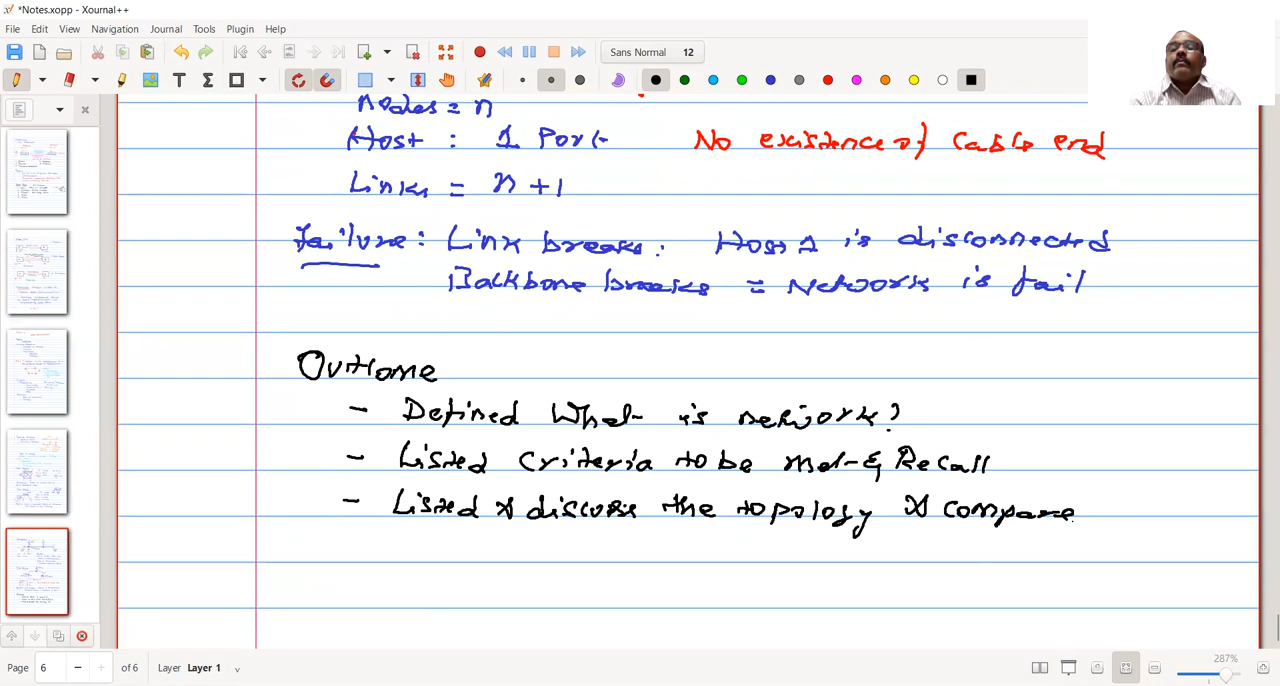 *Notes.xopp - Xournal++
File Edit View Navigation Journal Tools Plugin Help
Sans Normal 12
Nodes = n
Host : 1 Port
No existence of Cable end
Links = n + 1
Failure : Link breaks : Host 1 is disconnected
Backbone breaks = Network is fail
Outcome
- Defined What is network?
- Listed Criteria to be met & Recall
- Listed & discuss the topology & compare.
287%
Page 6 of 6 Layer Layer 1